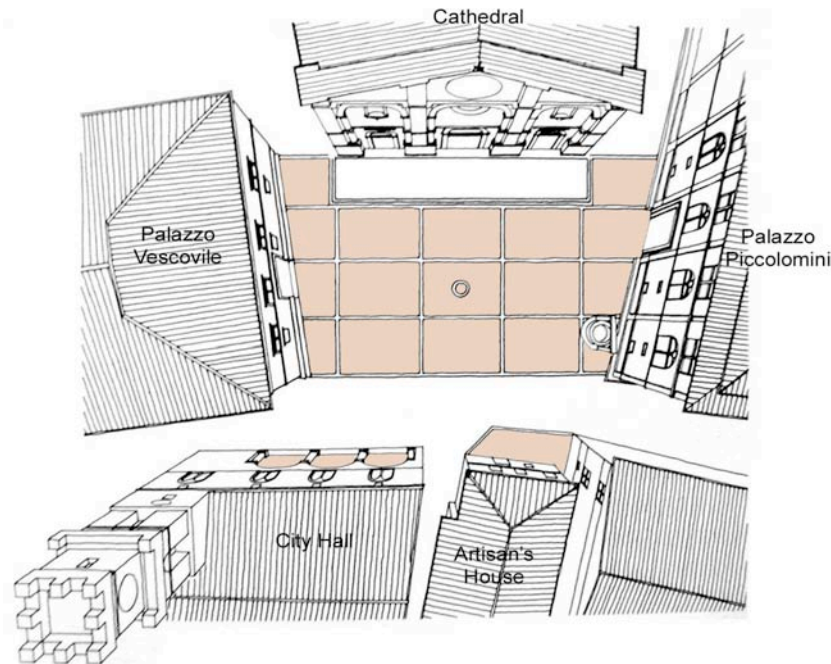 Cathedral
Palazzo
Vescovile
Palazzo
Piccolomini
City Hall
Artisan's
House